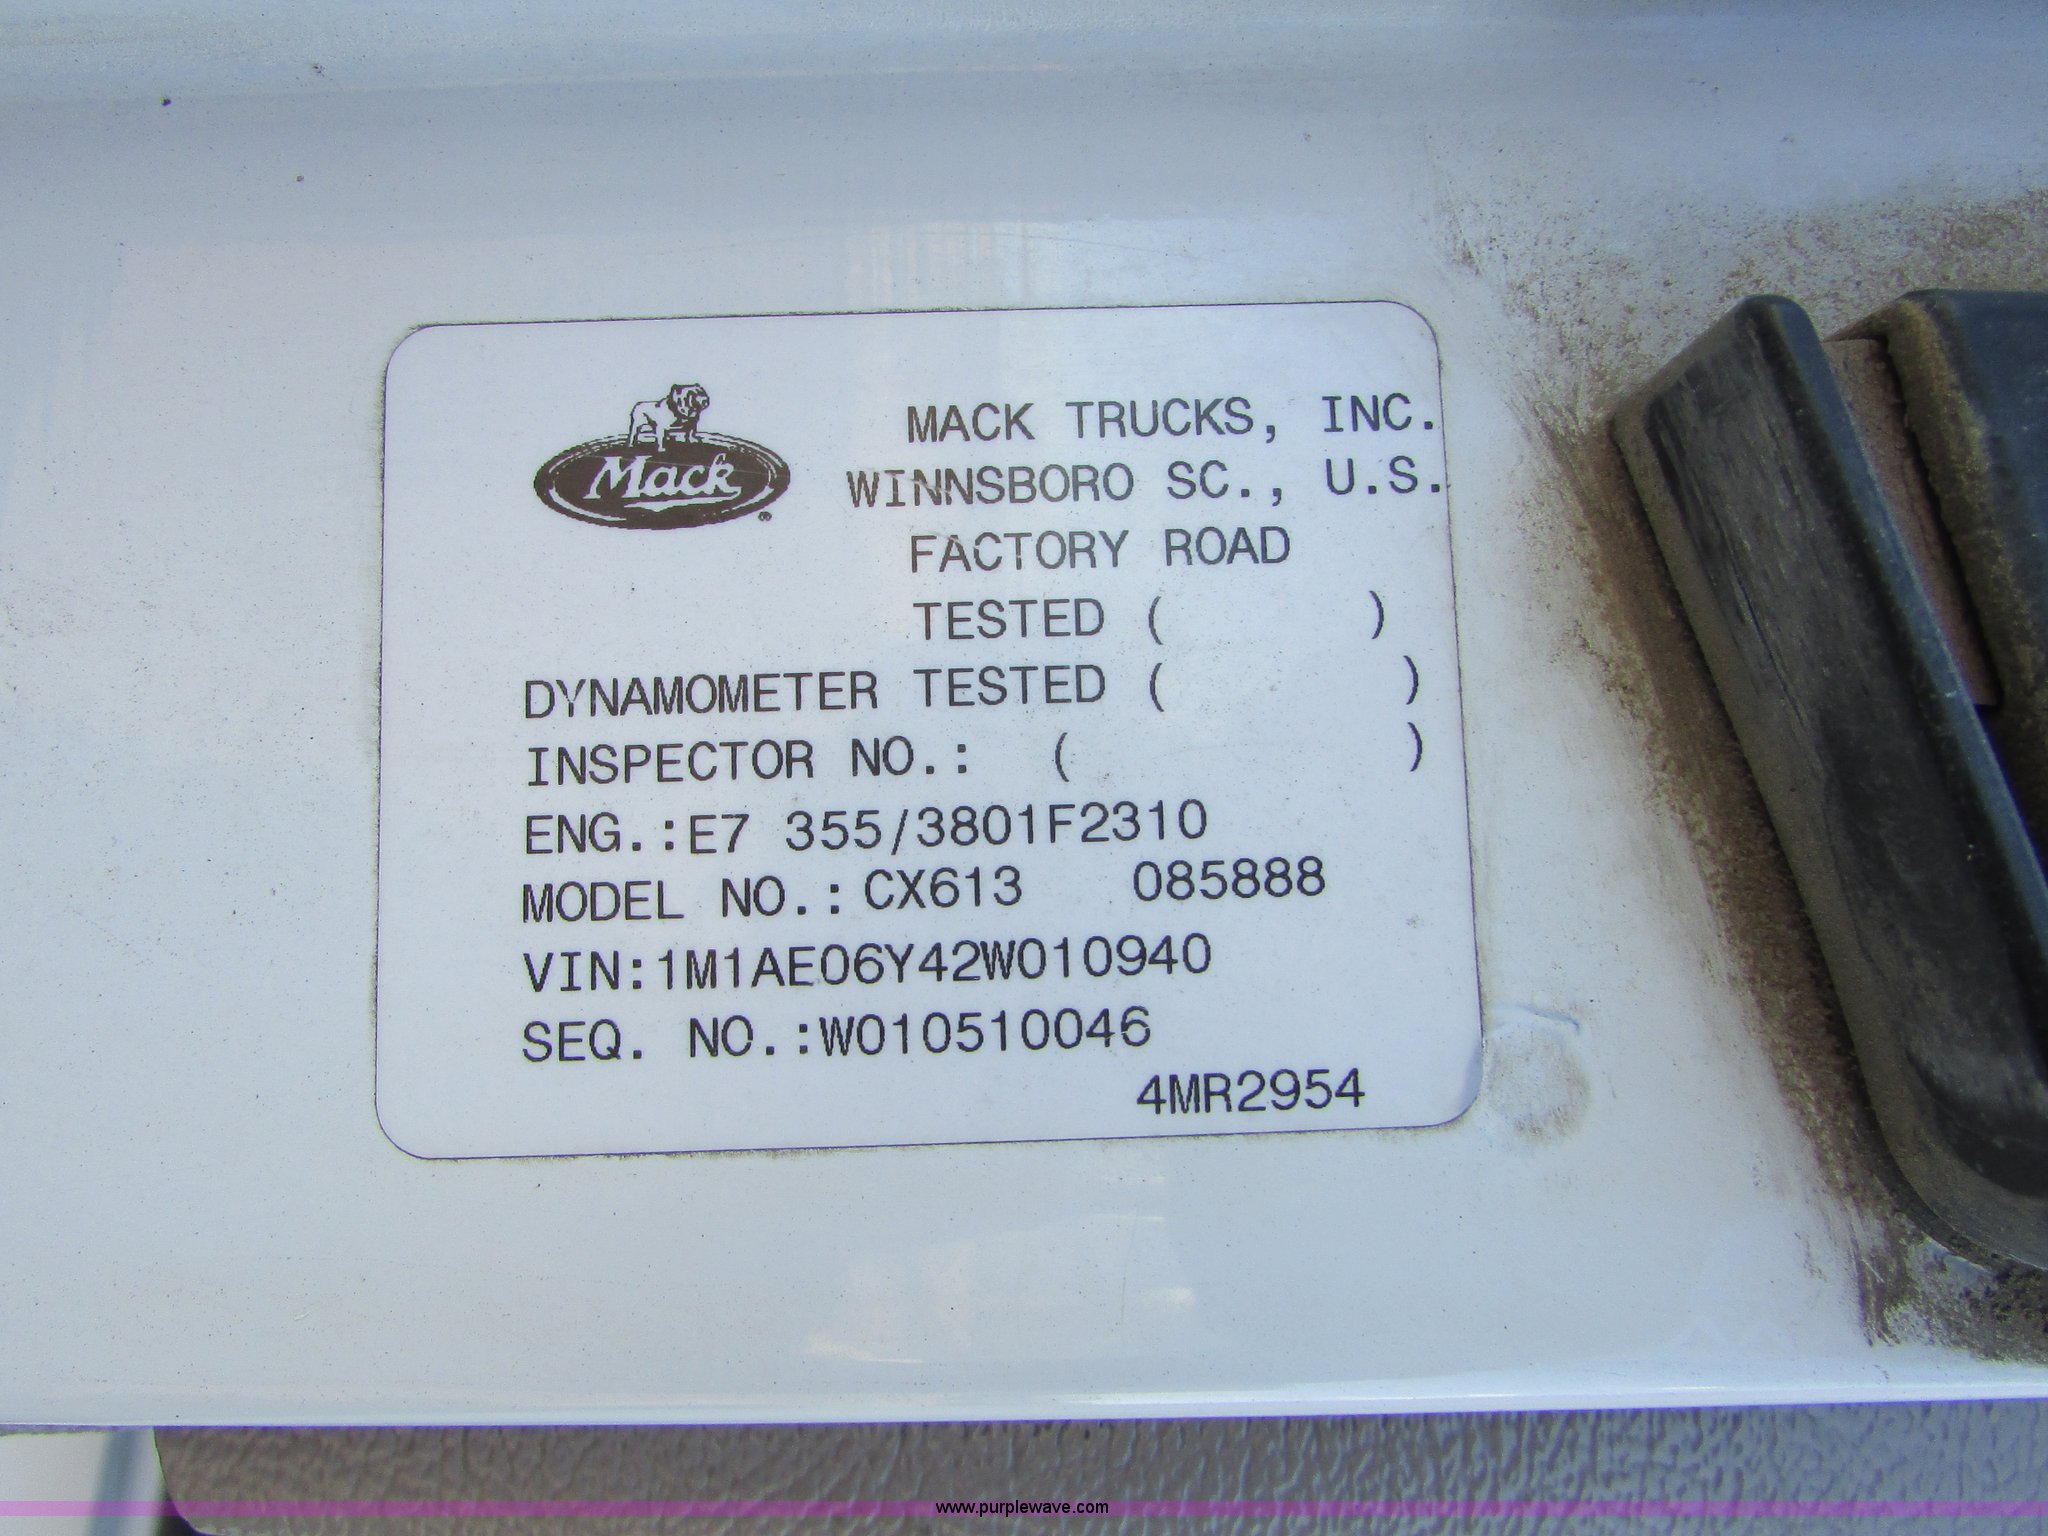 Mack
MACK TRUCKS, INC.
WINNSBORO SC., U.S.
FACTORY ROAD
TESTED (    )
DYNAMOMETER TESTED (    )
INSPECTOR NO.: (    )
ENG.:E7 355/3801F2310
MODEL NO.:CX613 085888
VIN:1M1AE06Y42W010940
SEQ. NO.:W010510046
4MR2954
www.purplewave.com